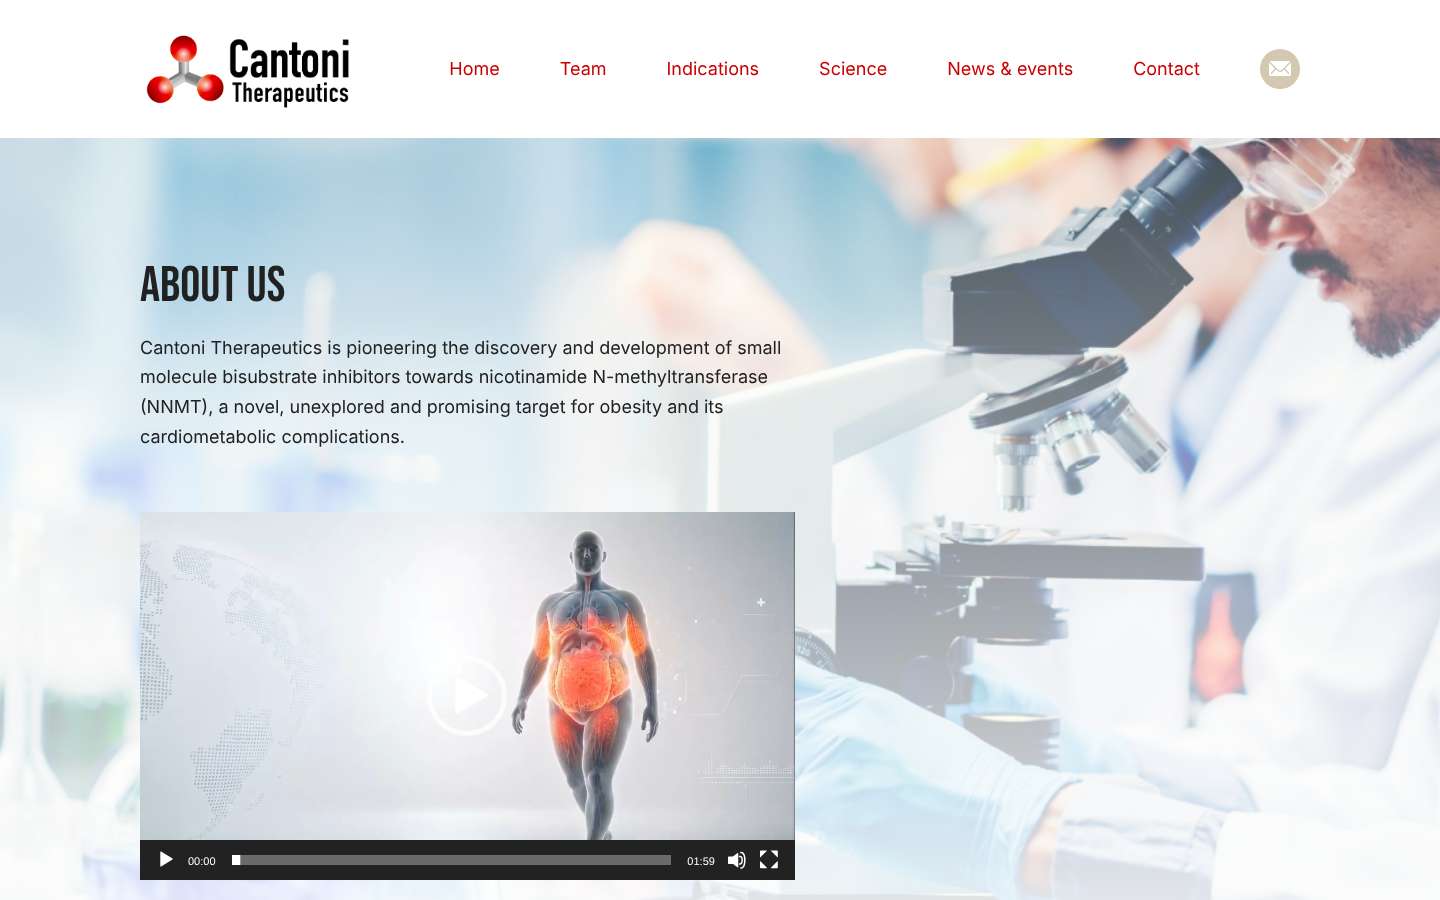 Cantoni
Therapeutics
Home
Team
Indications
Science
News & events
Contact
ABOUT US
Cantoni Therapeutics is pioneering the discovery and development of small
molecule bisubstrate inhibitors towards nicotinamide N-methyltransferase
(NNMT), a novel, unexplored and promising target for obesity and its
cardiometabolic complications.
120
00:00
01:59